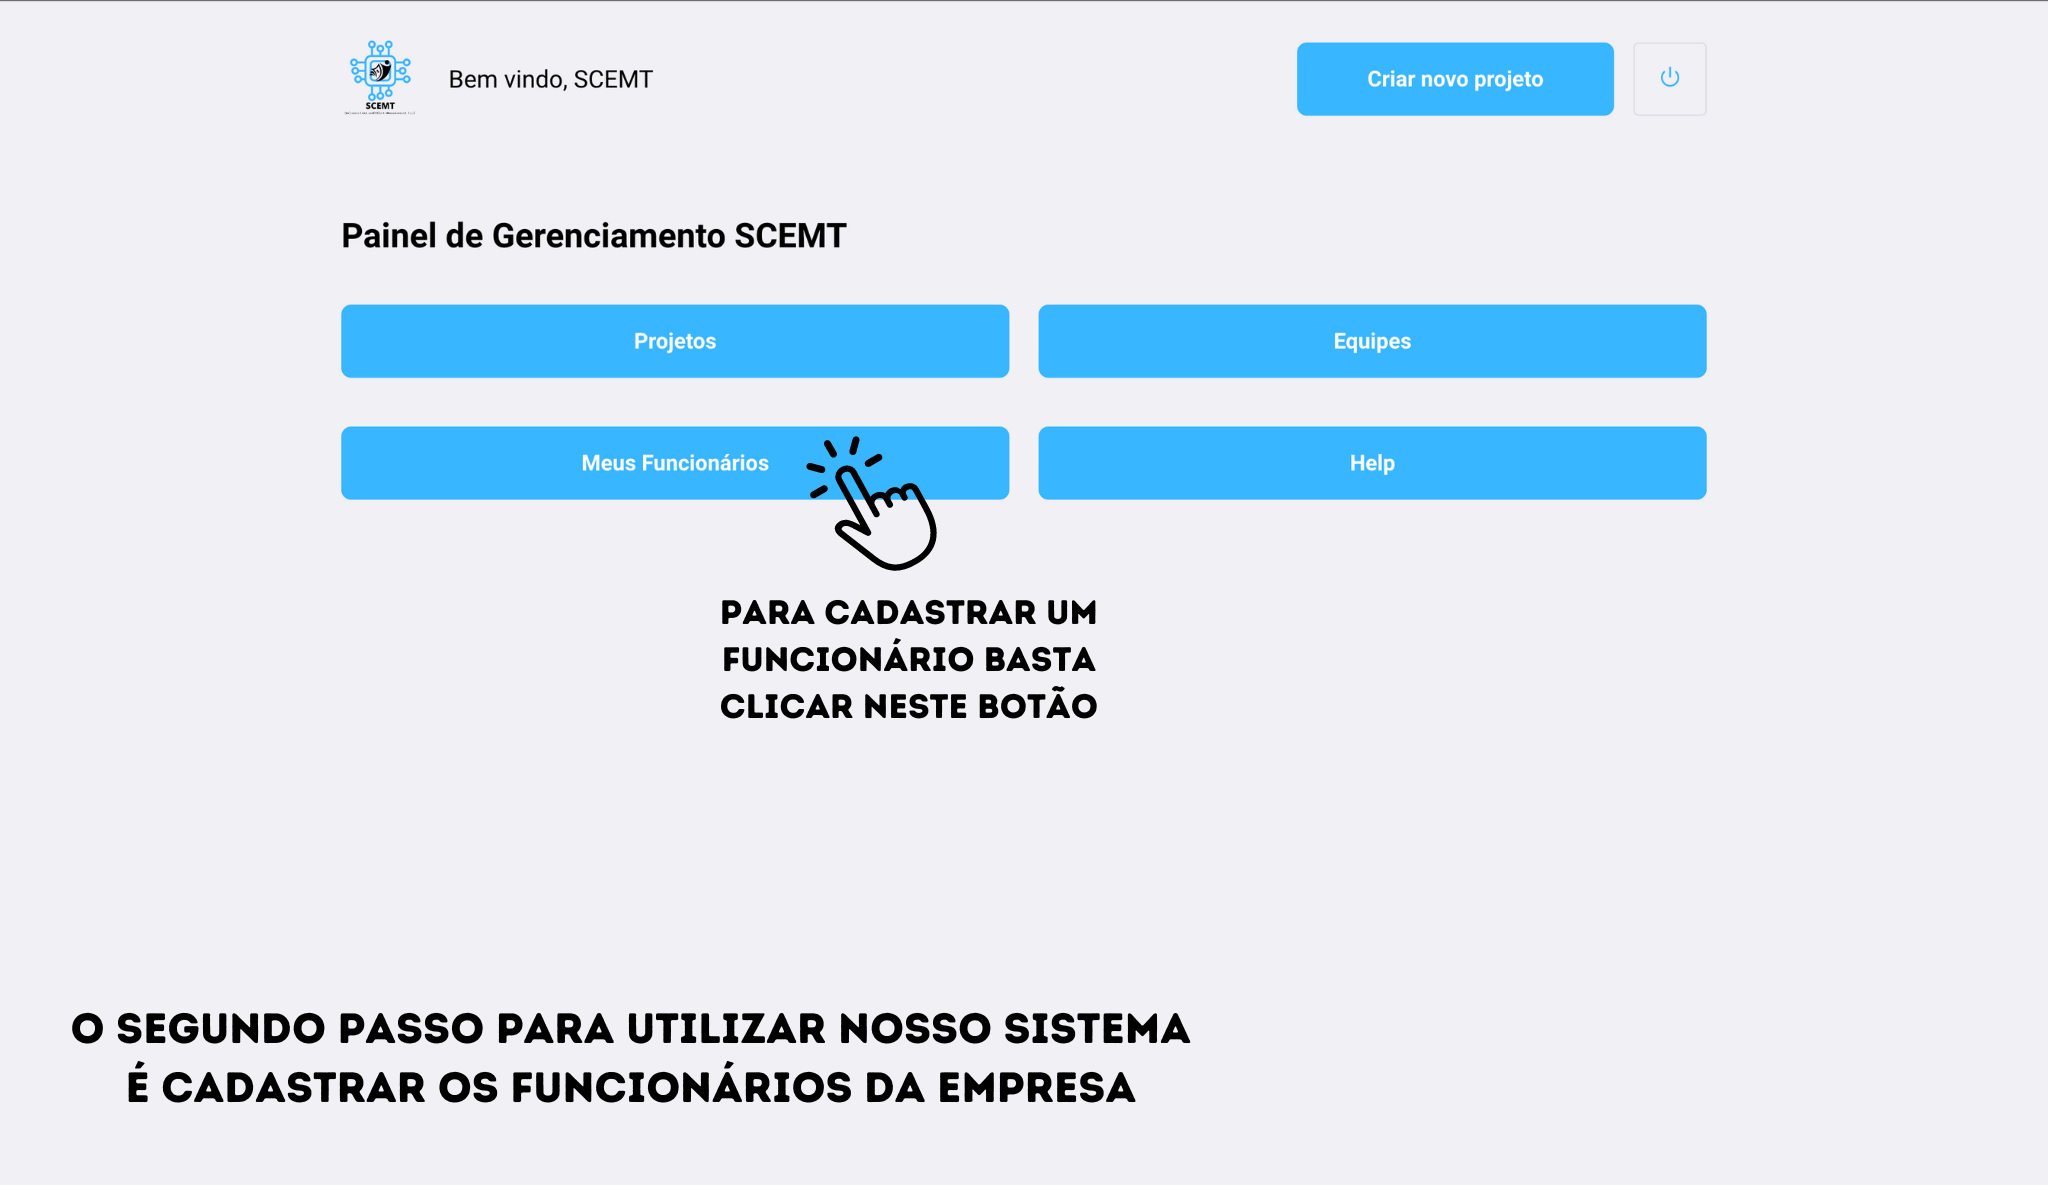 SCEMT
Bem vindo, SCEMT
Criar novo projeto
Painel de Gerenciamento SCEMT
Projetos
Equipes
Meus Funcionários
Help
PARA CADASTRAR UM
FUNCIONÁRIO BASTA
CLICAR NESTE BOTÃO
O SEGUNDO PASSO PARA UTILIZAR NOSSO SISTEMA
É CADASTRAR OS FUNCIONÁRIOS DA EMPRESA